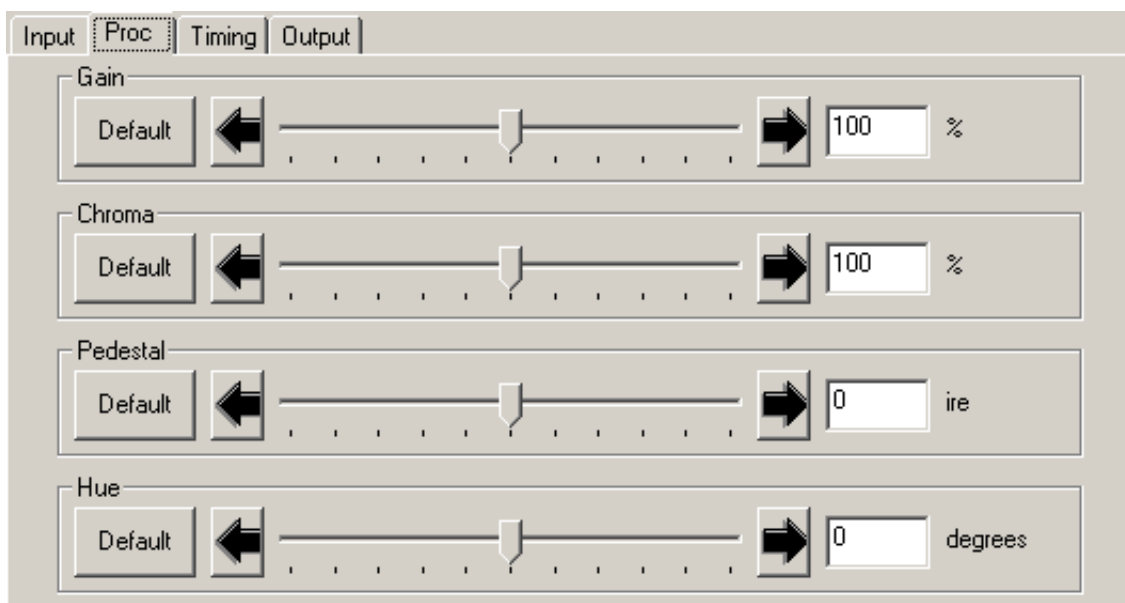 Input Proc Timing Output
Gain
Default 100 %
Chroma
Default 100 %
Pedestal
Default 0 ire
Hue
Default 0 degrees